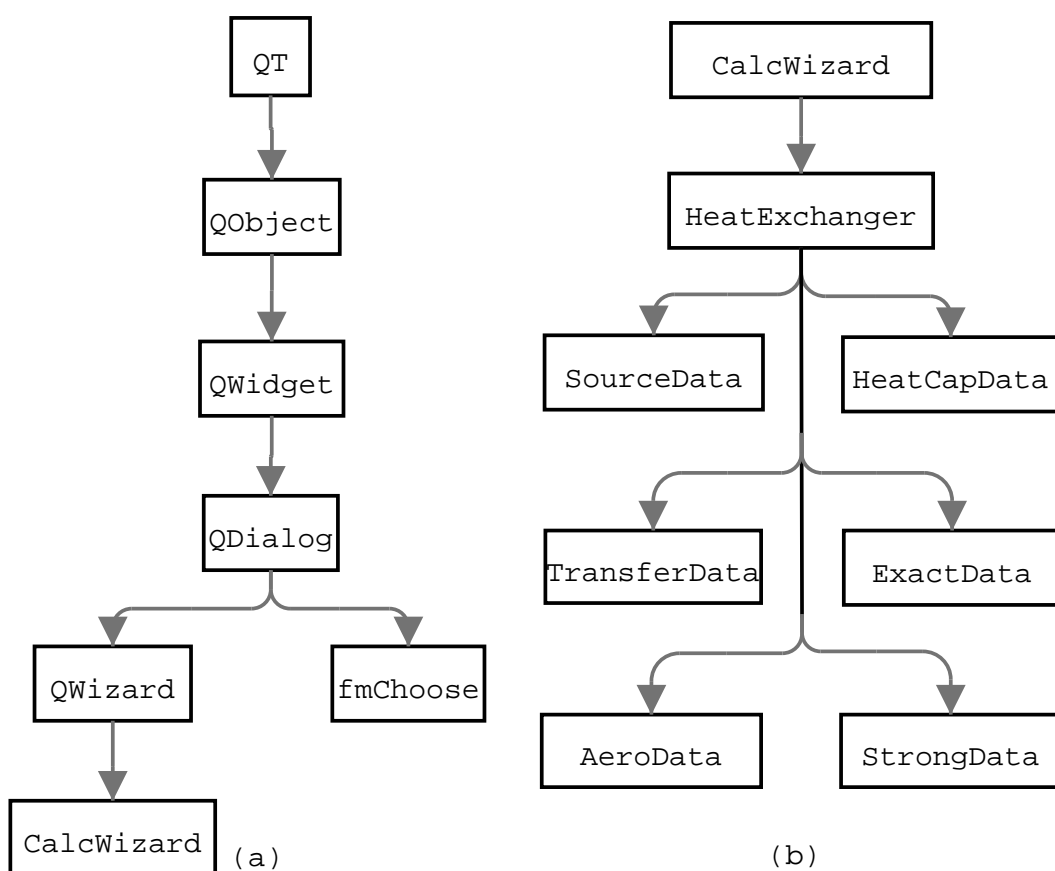 QT
QObject
QWidget
QDialog
QWizard
fmChoose
CalcWizard
(a)
CalcWizard
HeatExchanger
SourceData
HeatCapData
TransferData
ExactData
AeroData
StrongData
(b)